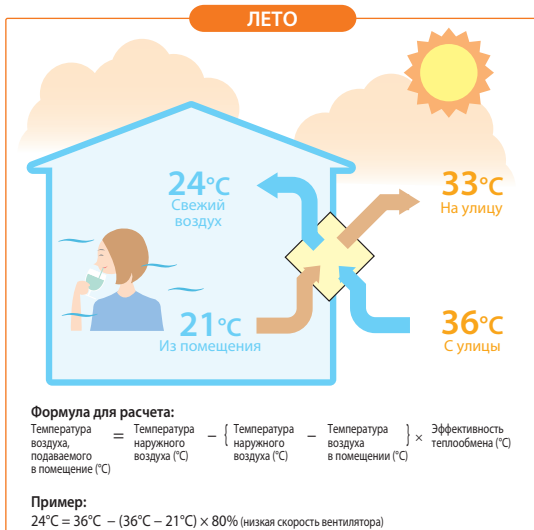 ЛЕТО
24°C
Свежий
воздух
33°C
На улицу
21°C
Из помещения
36°C
С улицы
Формула для расчета:
Температура воздуха, подаваемого в помещение (°C) = Температура наружного воздуха (°C) – { Температура наружного воздуха (°C) – Температура воздуха в помещении (°C) } × Эффективность теплообмена (°C)
Пример:
24°C = 36°C – (36°C – 21°C) × 80% (низкая скорость вентилятора)